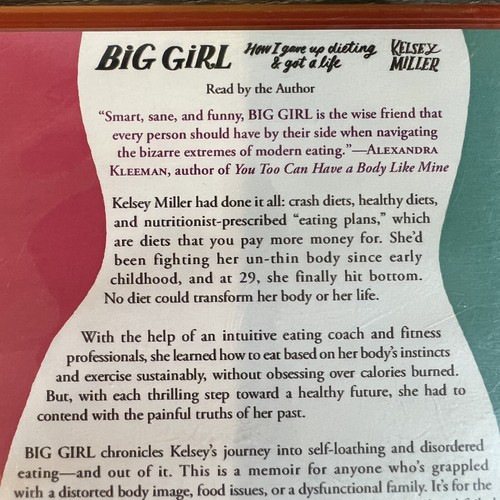 BiG GiRL How I gave up dieting & got a life KELSEY MILLER
Read by the Author
“Smart, sane, and funny, BIG GIRL is the wise friend that
every person should have by their side when navigating
the bizarre extremes of modern eating.”—ALEXANDRA
KLEEMAN, author of You Too Can Have a Body Like Mine
Kelsey Miller had done it all: crash diets, healthy diets,
and nutritionist-prescribed “eating plans,” which
are diets that you pay more money for. She’d
been fighting her un-thin body since early
childhood, and at 29, she finally hit bottom.
No diet could transform her body or her life.
With the help of an intuitive eating coach and fitness
professionals, she learned how to eat based on her body’s instincts
and exercise sustainably, without obsessing over calories burned.
But, with each thrilling step toward a healthy future, she had to
contend with the painful truths of her past.
BIG GIRL chronicles Kelsey’s journey into self-loathing and disordered
eating—and out of it. This is a memoir for anyone who’s grappled
with a distorted body image, food issues, or a dysfunctional family. It’s for the